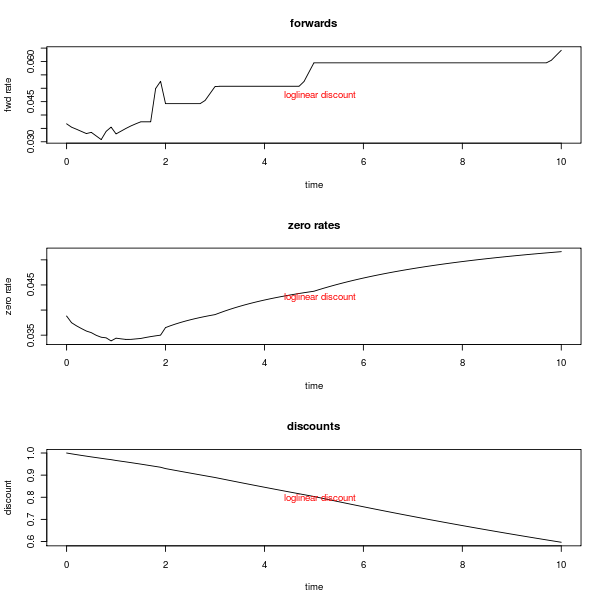 forwards
fwd rate
0.060
0.045
0.030
loglinear discount
0 2 4 6 8 10
time
zero rates
zero rate
0.045
0.035
loglinear discount
0 2 4 6 8 10
time
discounts
discount
1.0
0.9
0.8
0.7
0.6
loglinear discount
0 2 4 6 8 10
time